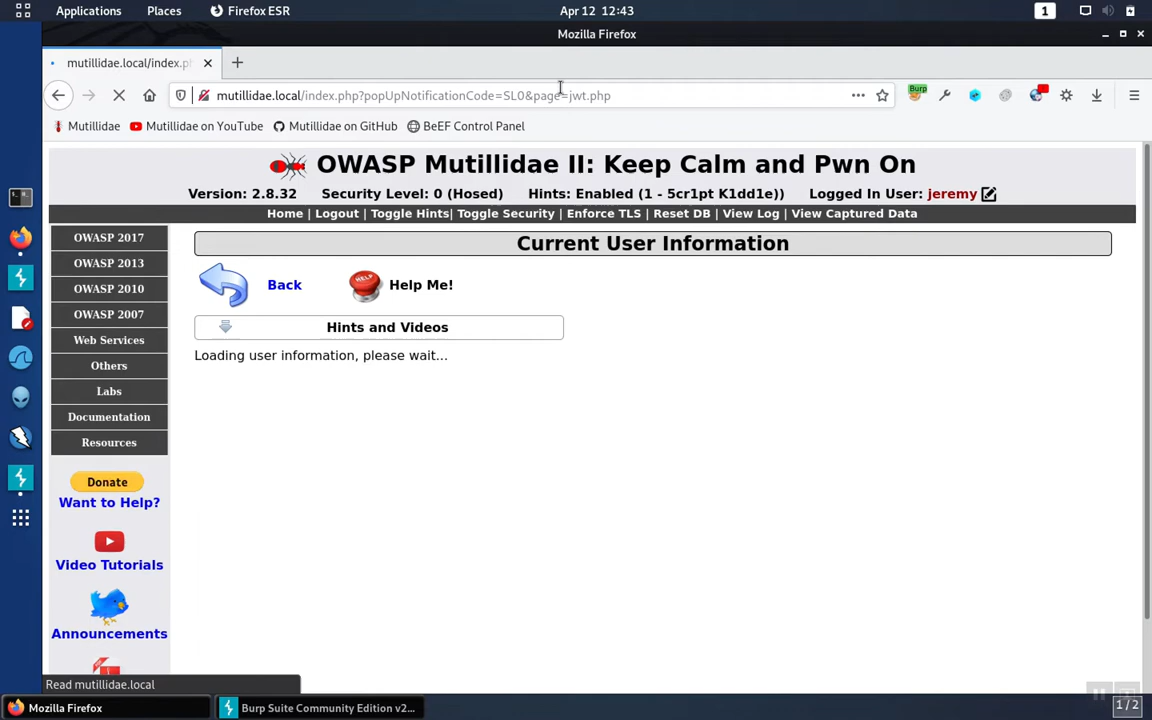 Applications Places Firefox ESR Apr 12 12:43 1
Mozilla Firefox
mutillidae.local/index.p
mutillidae.local/index.php?popUpNotificationCode=SL0&page=jwt.php Burp
Mutillidae Mutillidae on YouTube Mutillidae on GitHub BeEF Control Panel
OWASP Mutillidae II: Keep Calm and Pwn On
Version: 2.8.32 Security Level: 0 (Hosed) Hints: Enabled (1 - 5cr1pt K1dd1e)) Logged In User: jeremy
Home | Logout | Toggle Hints| Toggle Security | Enforce TLS | Reset DB | View Log | View Captured Data
OWASP 2017
OWASP 2013
OWASP 2010
OWASP 2007
Web Services
Others
Labs
Documentation
Resources
Donate
Want to Help?
Video Tutorials
Announcements
Current User Information
Back HELP Help Me!
Hints and Videos
Loading user information, please wait...
Read mutillidae.local
Mozilla Firefox Burp Suite Community Edition v2... 1/2